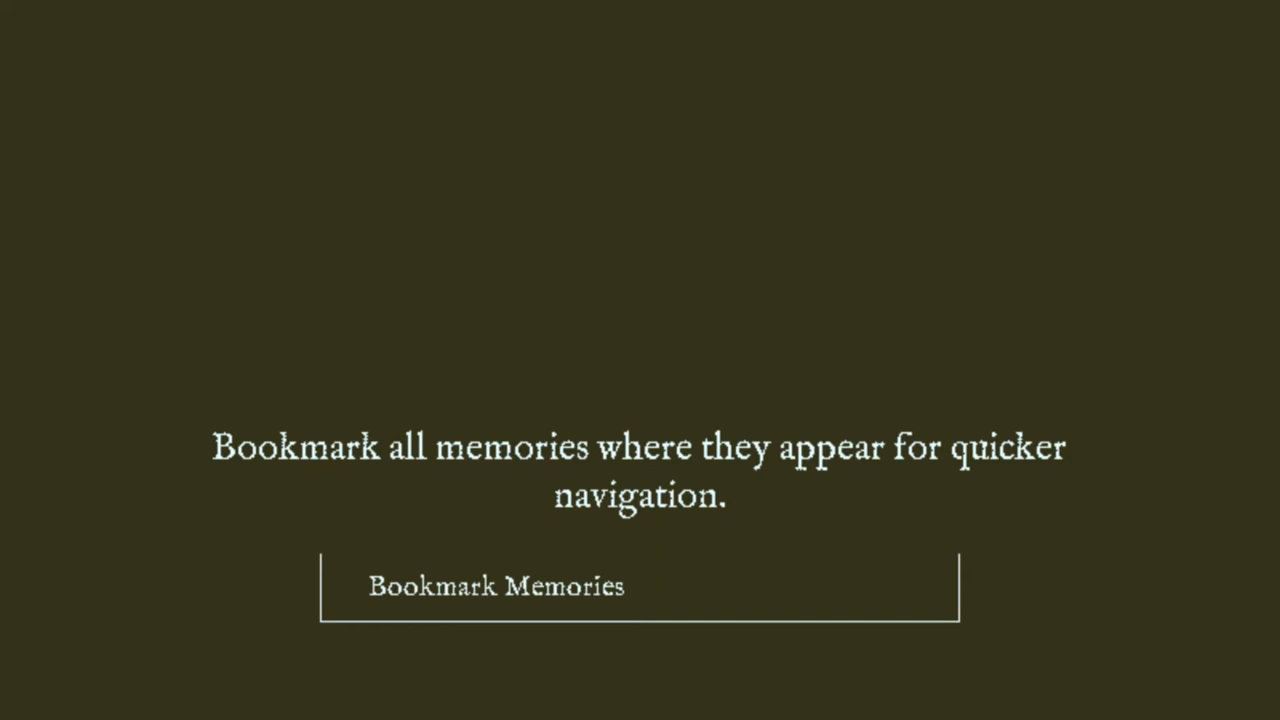 Bookmark all memories where they appear for quicker
navigation.
Bookmark Memories